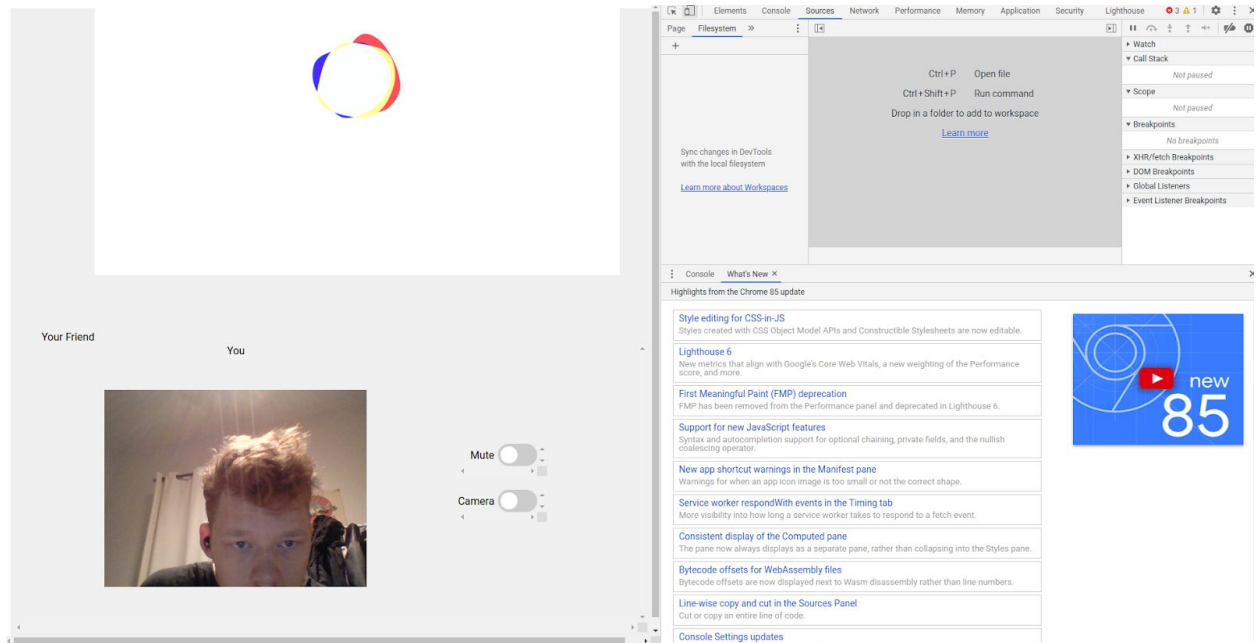 Your Friend
You
Mute
Camera
Elements Console Sources Network Performance Memory Application Security Lighthouse 3 1
Page Filesystem »
+
Sync changes in DevTools
with the local filesystem
Learn more about Workspaces
Ctrl+P Open file
Ctrl+Shift+P Run command
Drop in a folder to add to workspace
Learn more
Watch
Call Stack
Not paused
Scope
Not paused
Breakpoints
No breakpoints
XHR/fetch Breakpoints
DOM Breakpoints
Global Listeners
Event Listener Breakpoints
Console What's New ×
Highlights from the Chrome 85 update
Style editing for CSS-in-JS
Styles created with CSS Object Model APIs and Constructible Stylesheets are now editable.
Lighthouse 6
New metrics that align with Google's Core Web Vitals, a new weighting of the Performance
score, and more.
First Meaningful Paint (FMP) deprecation
FMP has been removed from the Performance panel and deprecated in Lighthouse 6.
Support for new JavaScript features
Syntax and autocompletion support for optional chaining, private fields, and the nullish
coalescing operator.
New app shortcut warnings in the Manifest pane
Warnings for when an app icon image is too small or not the correct shape.
Service worker respondWith events in the Timing tab
More visibility into how long a service worker takes to respond to a fetch event.
Consistent display of the Computed pane
The pane now always displays as a separate pane, rather than collapsing into the Styles pane.
Bytecode offsets for WebAssembly files
Bytecode offsets are now displayed next to Wasm disassembly rather than line numbers.
Line-wise copy and cut in the Sources Panel
Cut or copy an entire line of code.
Console Settings updates
new
85